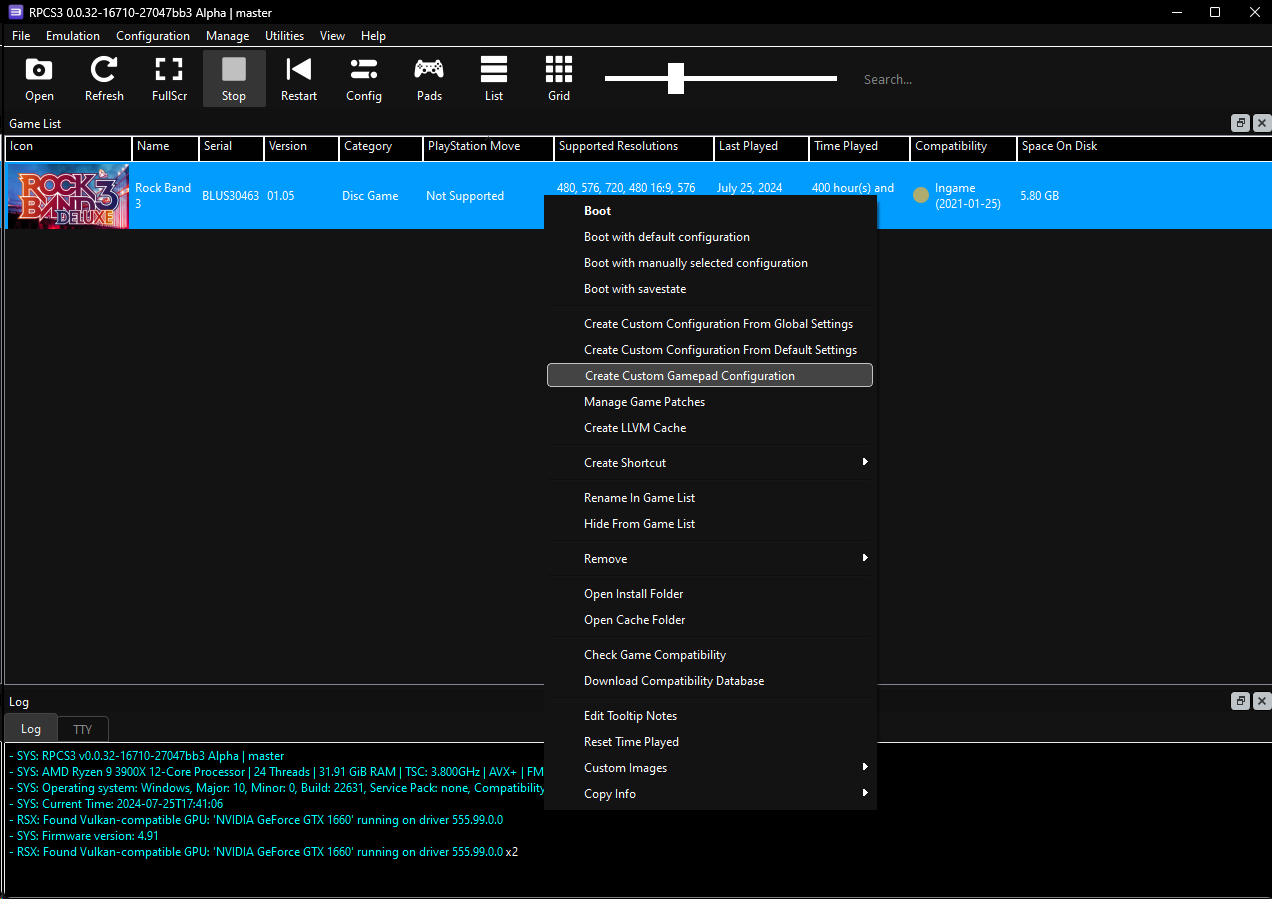 RPCS3 0.0.32-16710-27047bb3 Alpha | master
File Emulation Configuration Manage Utilities View Help
Open Refresh FullScr Stop Restart Config Pads List Grid Search...
Game List
Icon Name Serial Version Category PlayStation Move Supported Resolutions Last Played Time Played Compatibility Space On Disk
ROCK BAND 3 DELUXE
Rock Band
3
BLUS30463 01.05 Disc Game Not Supported
480, 576, 720, 480 16:9, 576
July 25, 2024
400 hour(s) and
Ingame
(2021-01-25)
5.80 GB
Boot
Boot with default configuration
Boot with manually selected configuration
Boot with savestate
Create Custom Configuration From Global Settings
Create Custom Configuration From Default Settings
Create Custom Gamepad Configuration
Manage Game Patches
Create LLVM Cache
Create Shortcut
Rename In Game List
Hide From Game List
Remove
Open Install Folder
Open Cache Folder
Check Game Compatibility
Download Compatibility Database
Edit Tooltip Notes
Reset Time Played
Custom Images
Copy Info
Log
Log TTY
- SYS: RPCS3 v0.0.32-16710-27047bb3 Alpha | master
- SYS: AMD Ryzen 9 3900X 12-Core Processor | 24 Threads | 31.91 GiB RAM | TSC: 3.800GHz | AVX+ | FM
- SYS: Operating system: Windows, Major: 10, Minor: 0, Build: 22631, Service Pack: none, Compatibility
- SYS: Current Time: 2024-07-25T17:41:06
- RSX: Found Vulkan-compatible GPU: 'NVIDIA GeForce GTX 1660' running on driver 555.99.0.0
- SYS: Firmware version: 4.91
- RSX: Found Vulkan-compatible GPU: 'NVIDIA GeForce GTX 1660' running on driver 555.99.0.0 x2